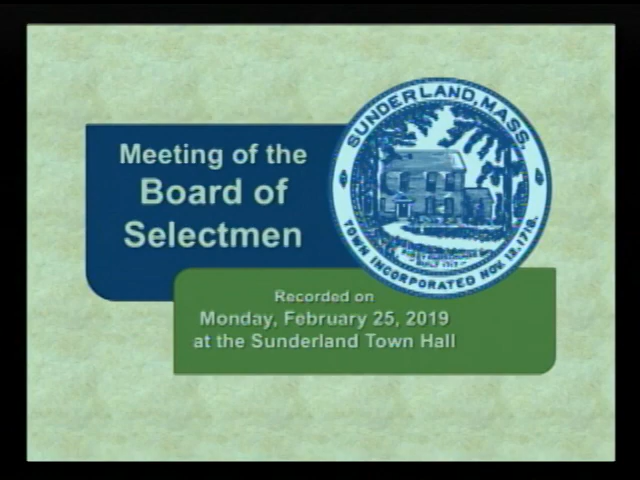 Meeting of the
Board of
Selectmen
SUNDERLAND, MASS.
TOWN INCORPORATED NOV. 12, 1718.
Recorded on
Monday, February 25, 2019
at the Sunderland Town Hall